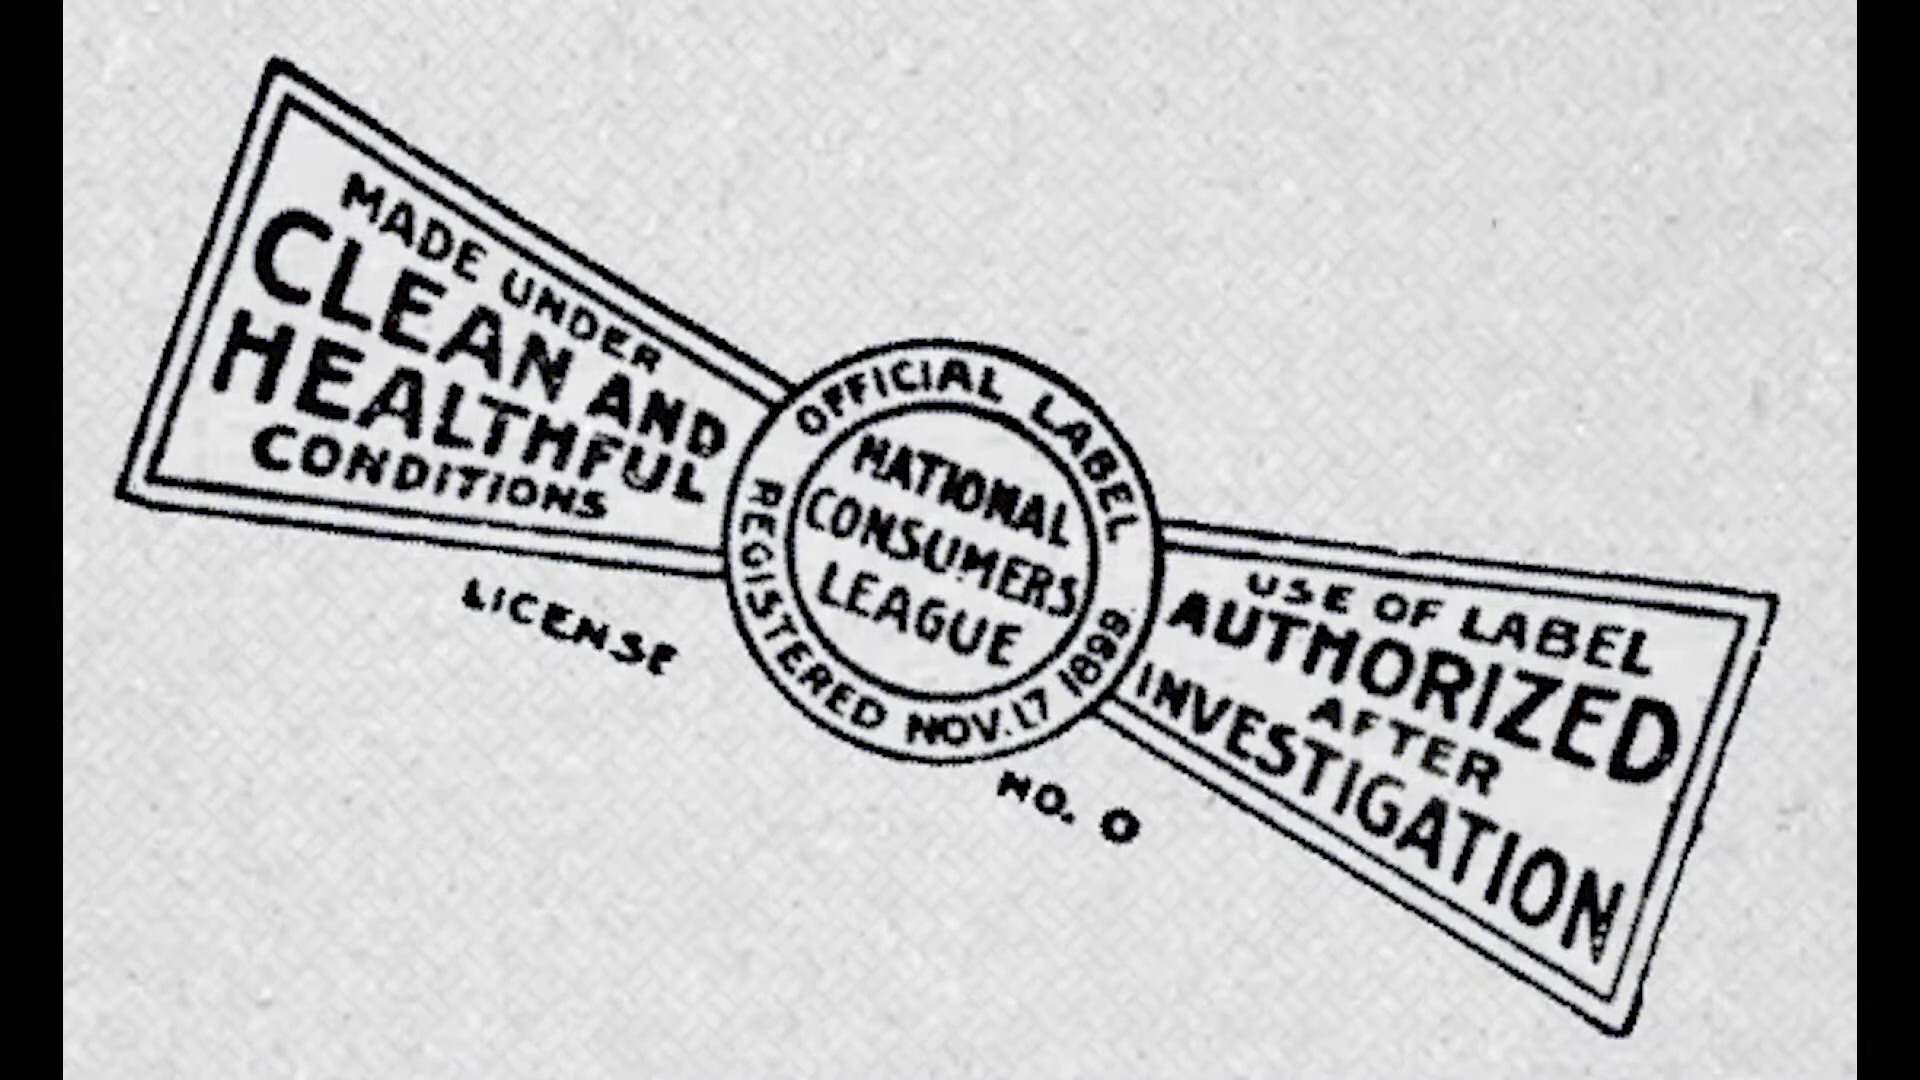 MADE UNDER
CLEAN AND
HEALTHFUL
CONDITIONS
OFFICIAL LABEL
NATIONAL
CONSUMERS
LEAGUE
REGISTERED NOV. 17 1899.
USE OF LABEL
AUTHORIZED
AFTER
INVESTIGATION
LICENSE
NO. 0